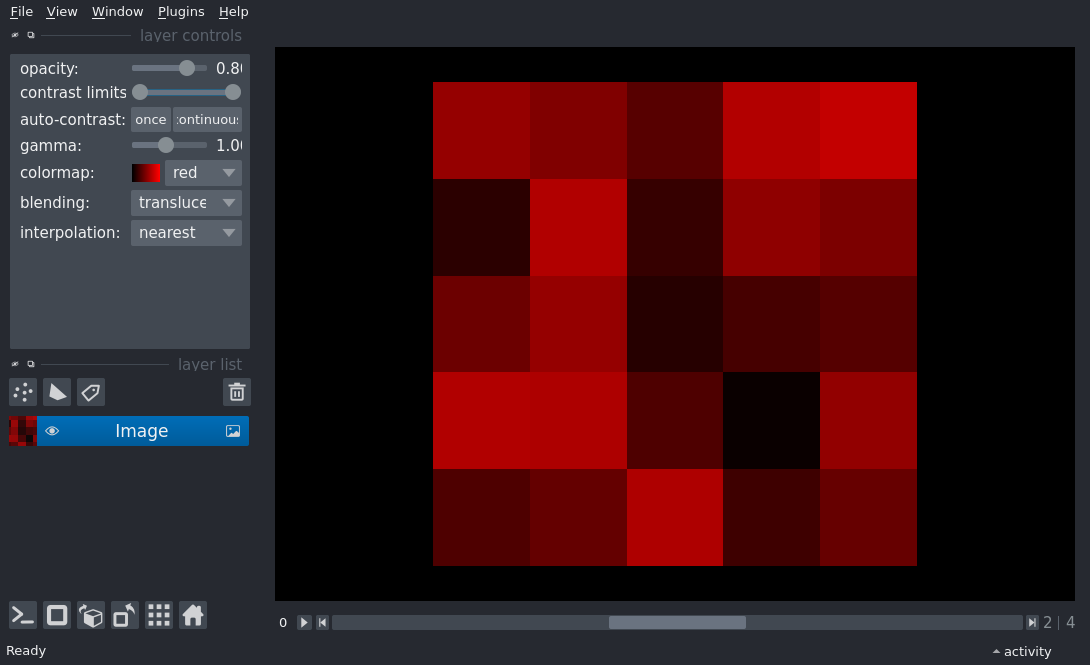 File View Window Plugins Help
layer controls
opacity: 0.80
contrast limits
auto-contrast: once ontinuous
gamma: 1.00
colormap: red
blending: transluce
interpolation: nearest
layer list
Image
0 2 | 4
Ready activity